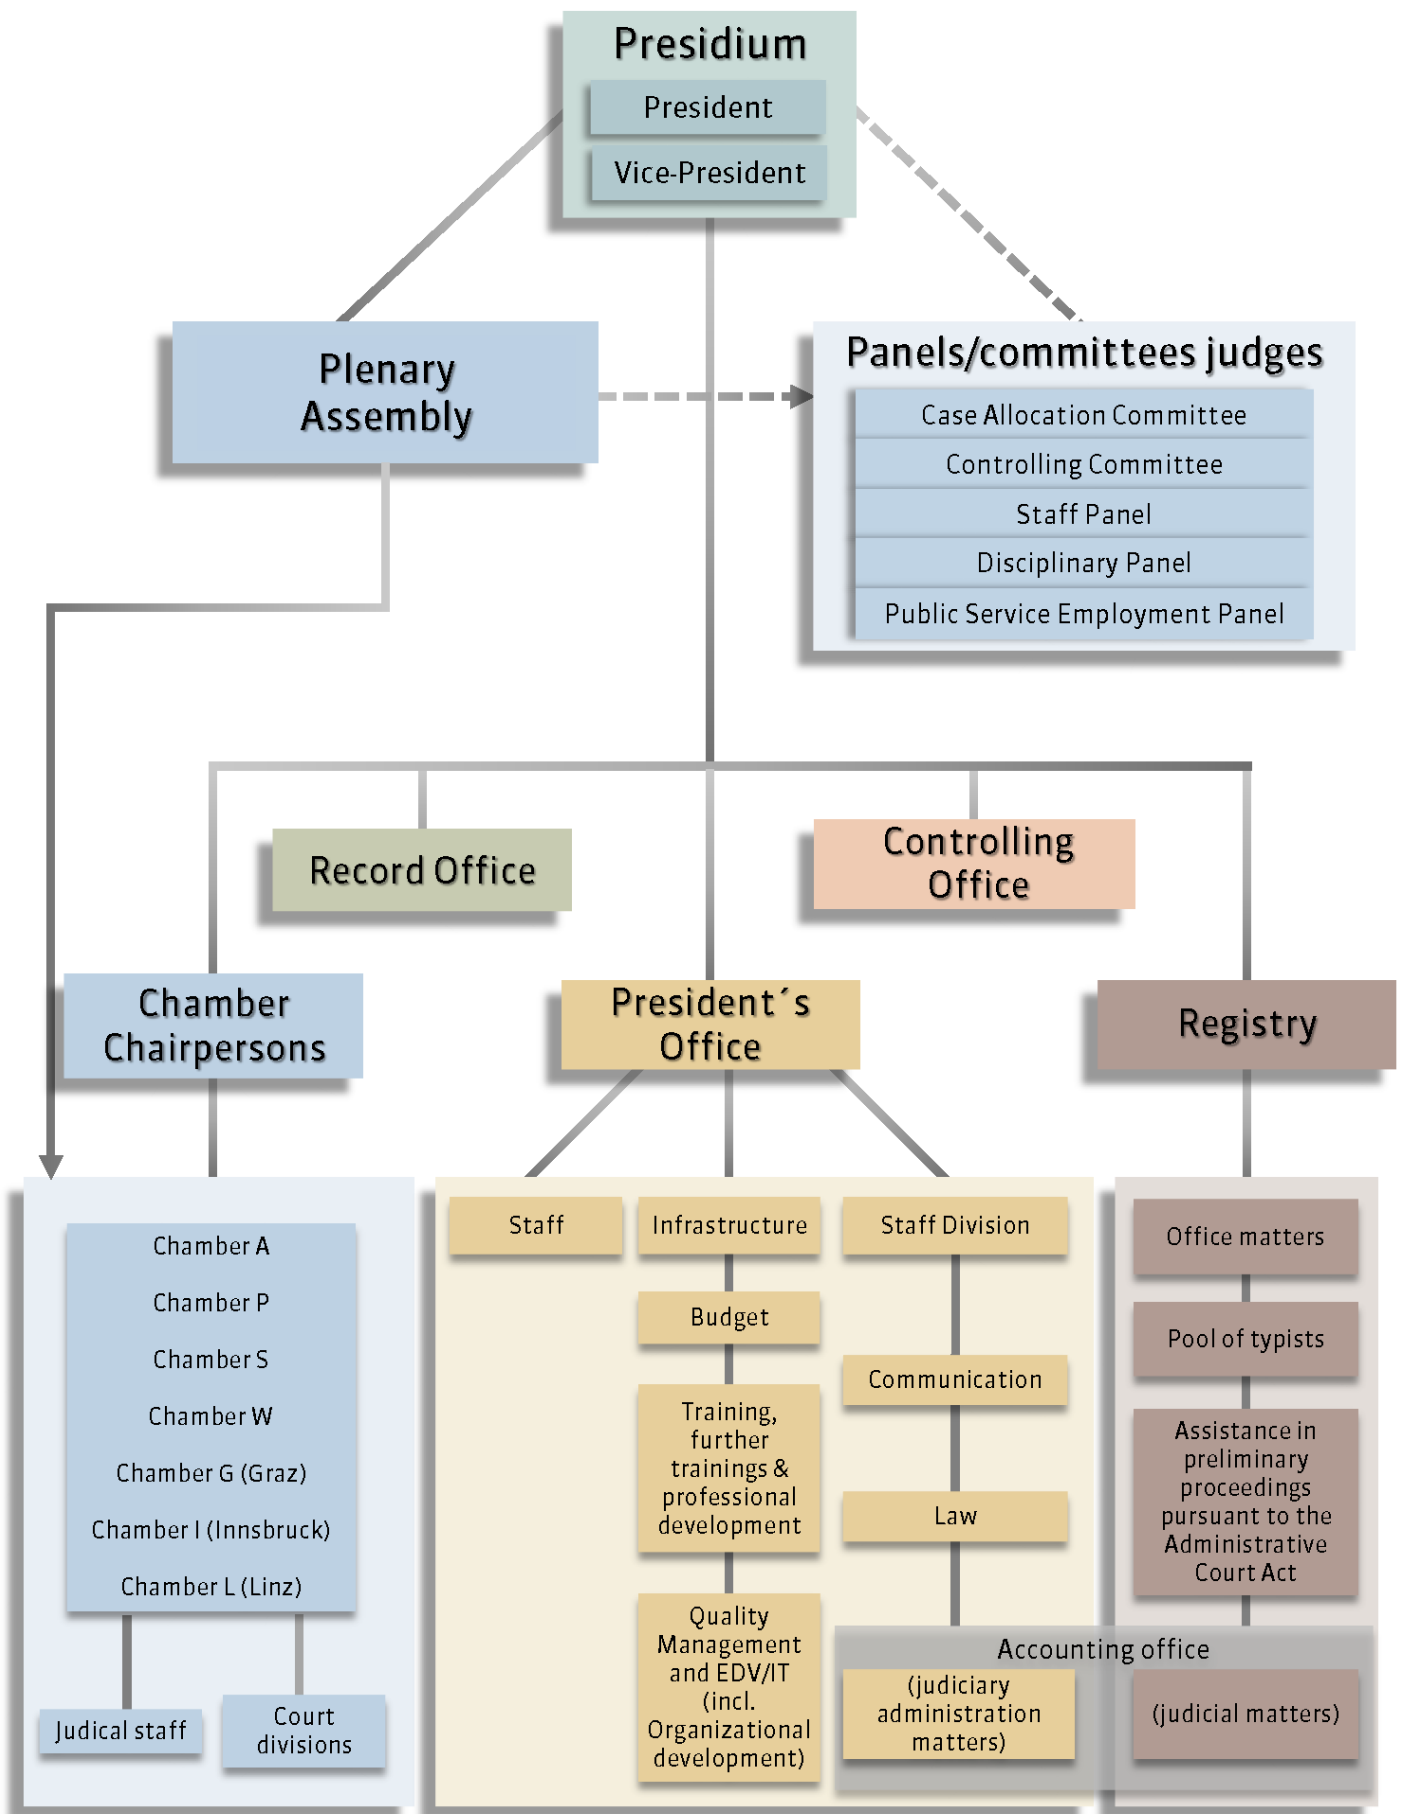 Presidium
President
Vice-President
Plenary
Assembly
Panels/committees judges
Case Allocation Committee
Controlling Committee
Staff Panel
Disciplinary Panel
Public Service Employment Panel
Record Office
Controlling
Office
Chamber
Chairpersons
President´s
Office
Registry
Chamber A
Chamber P
Chamber S
Chamber W
Chamber G (Graz)
Chamber I (Innsbruck)
Chamber L (Linz)
Judical staff
Court
divisions
Staff
Infrastructure
Budget
Training,
further
trainings &
professional
development
Quality
Management
and EDV/IT
(incl.
Organizational
development)
Staff Division
Communication
Law
Office matters
Pool of typists
Assistance in
preliminary
proceedings
pursuant to the
Administrative
Court Act
Accounting office
(judiciary
administration
matters)
(judicial matters)